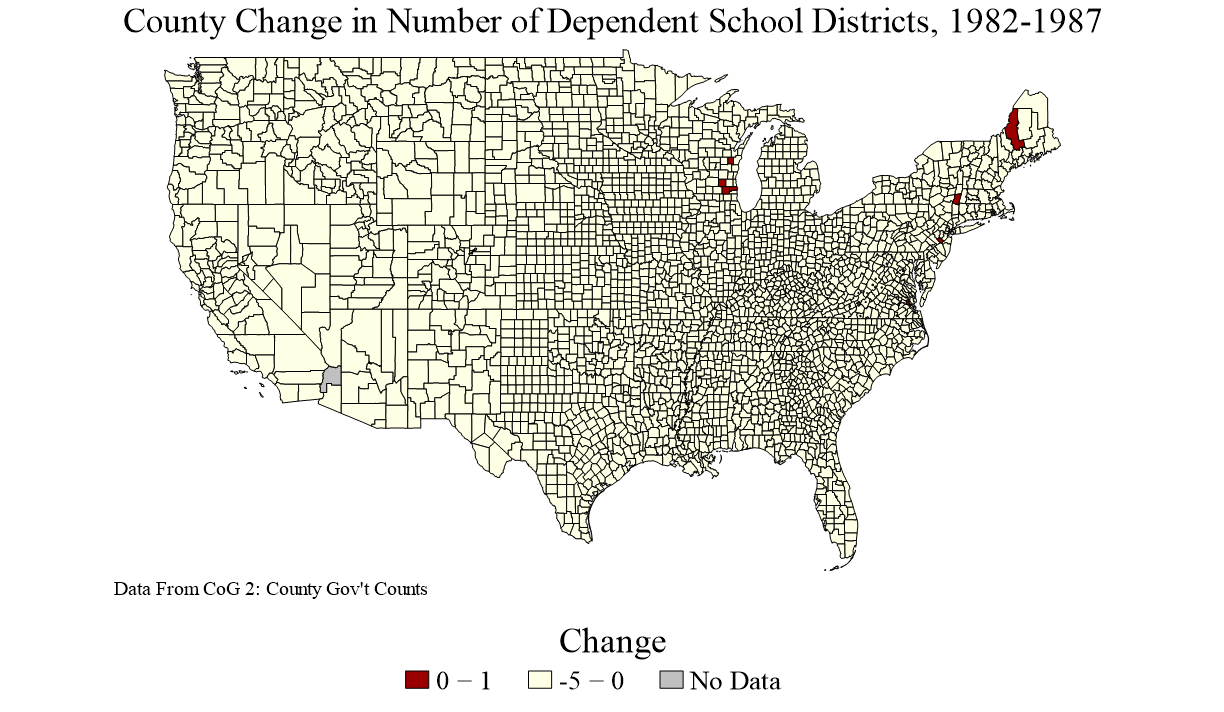 County Change in Number of Dependent School Districts, 1982-1987
Data From CoG 2: County Gov't Counts
Change
0 − 1 -5 − 0 No Data